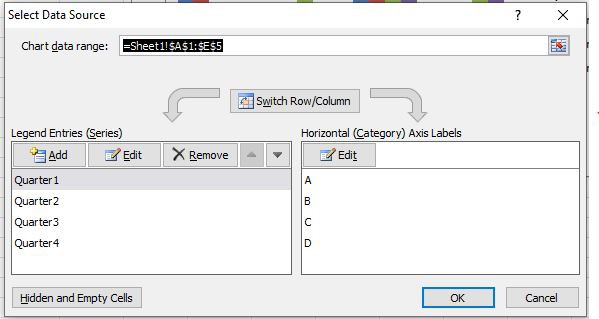 Select Data Source
?
Chart data range: =Sheet1!$A$1:$E$5
Switch Row/Column
Legend Entries (Series)
Add Edit Remove
Quarter1
Quarter2
Quarter3
Quarter4
Horizontal (Category) Axis Labels
Edit
A
B
C
D
Hidden and Empty Cells
OK Cancel